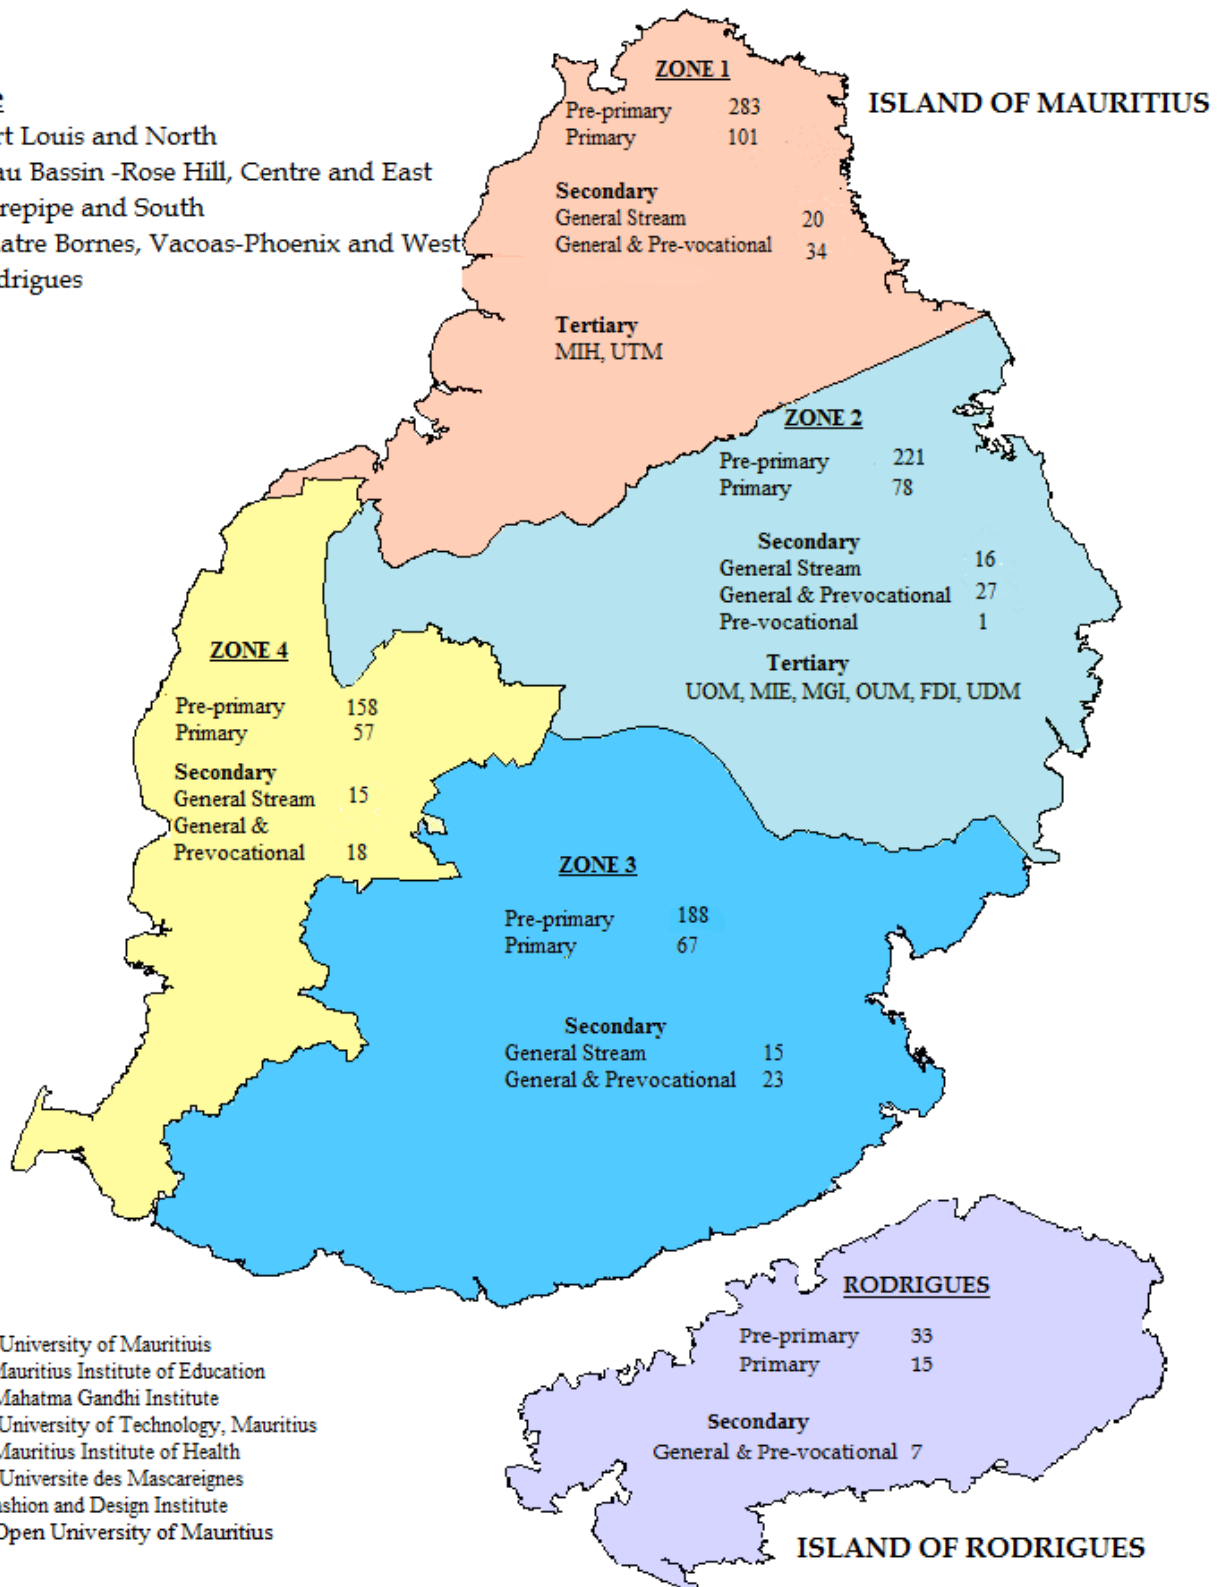 ISLAND OF MAURITIUS
rt Louis and North
au Bassin -Rose Hill, Centre and East
repipe and South
atre Bornes, Vacoas-Phoenix and West
drigues
ZONE 1
Pre-primary 283
Primary 101
Secondary
General Stream 20
General & Pre-vocational 34
Tertiary
MIH, UTM
ZONE 2
Pre-primary 221
Primary 78
Secondary
General Stream 16
General & Prevocational 27
Pre-vocational 1
Tertiary
UOM, MIE, MGI, OUM, FDI, UDM
ZONE 4
Pre-primary 158
Primary 57
Secondary
General Stream 15
General &
Prevocational 18
ZONE 3
Pre-primary 188
Primary 67
Secondary
General Stream 15
General & Prevocational 23
RODRIGUES
Pre-primary 33
Primary 15
Secondary
General & Pre-vocational 7
ISLAND OF RODRIGUES
University of Mauritiuis
Mauritius Institute of Education
Mahatma Gandhi Institute
University of Technology, Mauritius
Mauritius Institute of Health
Universite des Mascareignes
shion and Design Institute
Open University of Mauritius